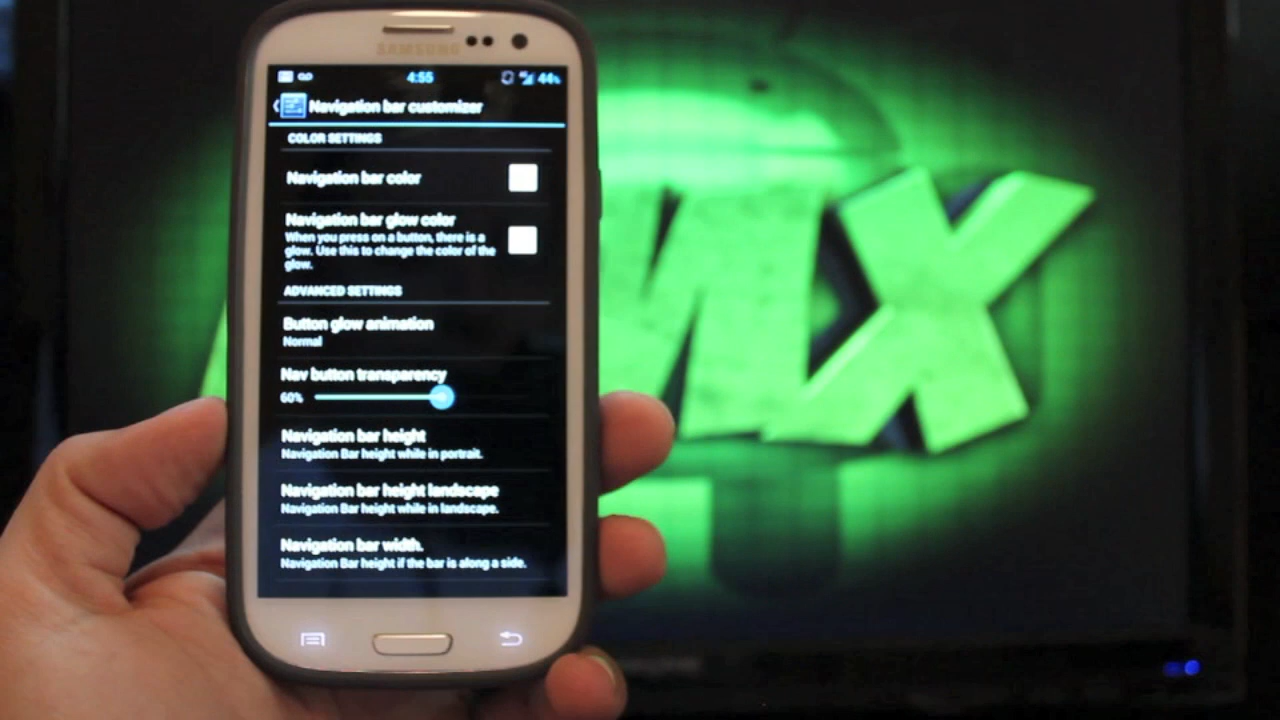 SAMSUNG
4:55
44%
Navigation bar customizer
COLOR SETTINGS
Navigation bar color
Navigation bar glow color
When you press on a button, there is a
glow. Use this to change the color of the
glow.
ADVANCED SETTINGS
Button glow animation
Normal
Nav button transparency
60%
Navigation bar height
Navigation Bar height while in portrait.
Navigation bar height landscape
Navigation Bar height while in landscape.
Navigation bar width.
Navigation Bar height if the bar is along a side.
MX